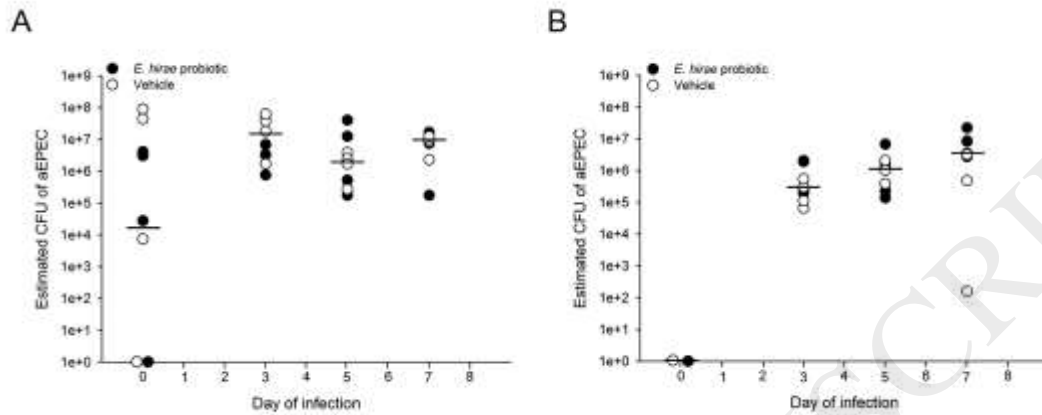 A
● E. hirae probiotic
○ Vehicle
1e+9
1e+8
1e+7
1e+6
1e+5
1e+4
1e+3
1e+2
1e+1
1e+0
Estimated CFU of aEPEC
0 1 2 3 4 5 6 7 8
Day of infection
B
● E. hirae probiotic
○ Vehicle
1e+9
1e+8
1e+7
1e+6
1e+5
1e+4
1e+3
1e+2
1e+1
1e+0
Estimated CFU of aEPEC
0 1 2 3 4 5 6 7 8
Day of infection
SCRI